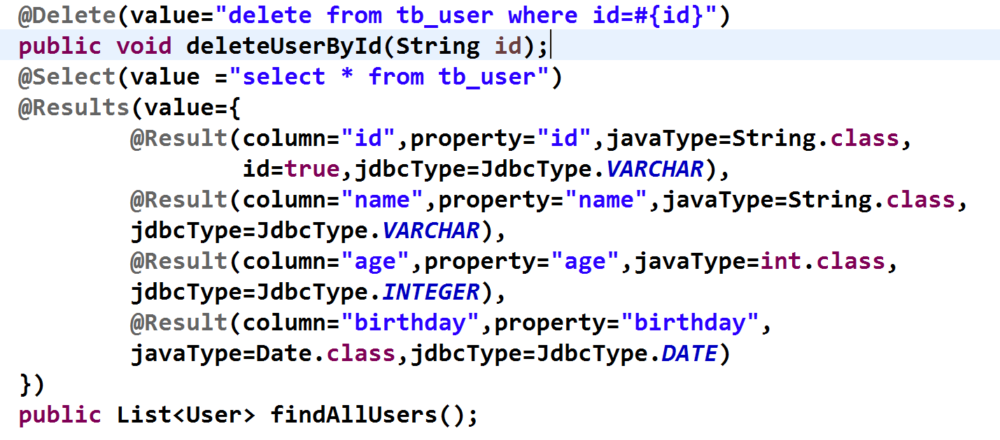 @Delete(value="delete from tb_user where id=#{id}")
public void deleteUserById(String id);
@Select(value ="select * from tb_user")
@Results(value={
@Result(column="id",property="id",javaType=String.class,
id=true,jdbcType=JdbcType.VARCHAR),
@Result(column="name",property="name",javaType=String.class,
jdbcType=JdbcType.VARCHAR),
@Result(column="age",property="age",javaType=int.class,
jdbcType=JdbcType.INTEGER),
@Result(column="birthday",property="birthday",
javaType=Date.class,jdbcType=JdbcType.DATE)
})
public List<User> findAllUsers();